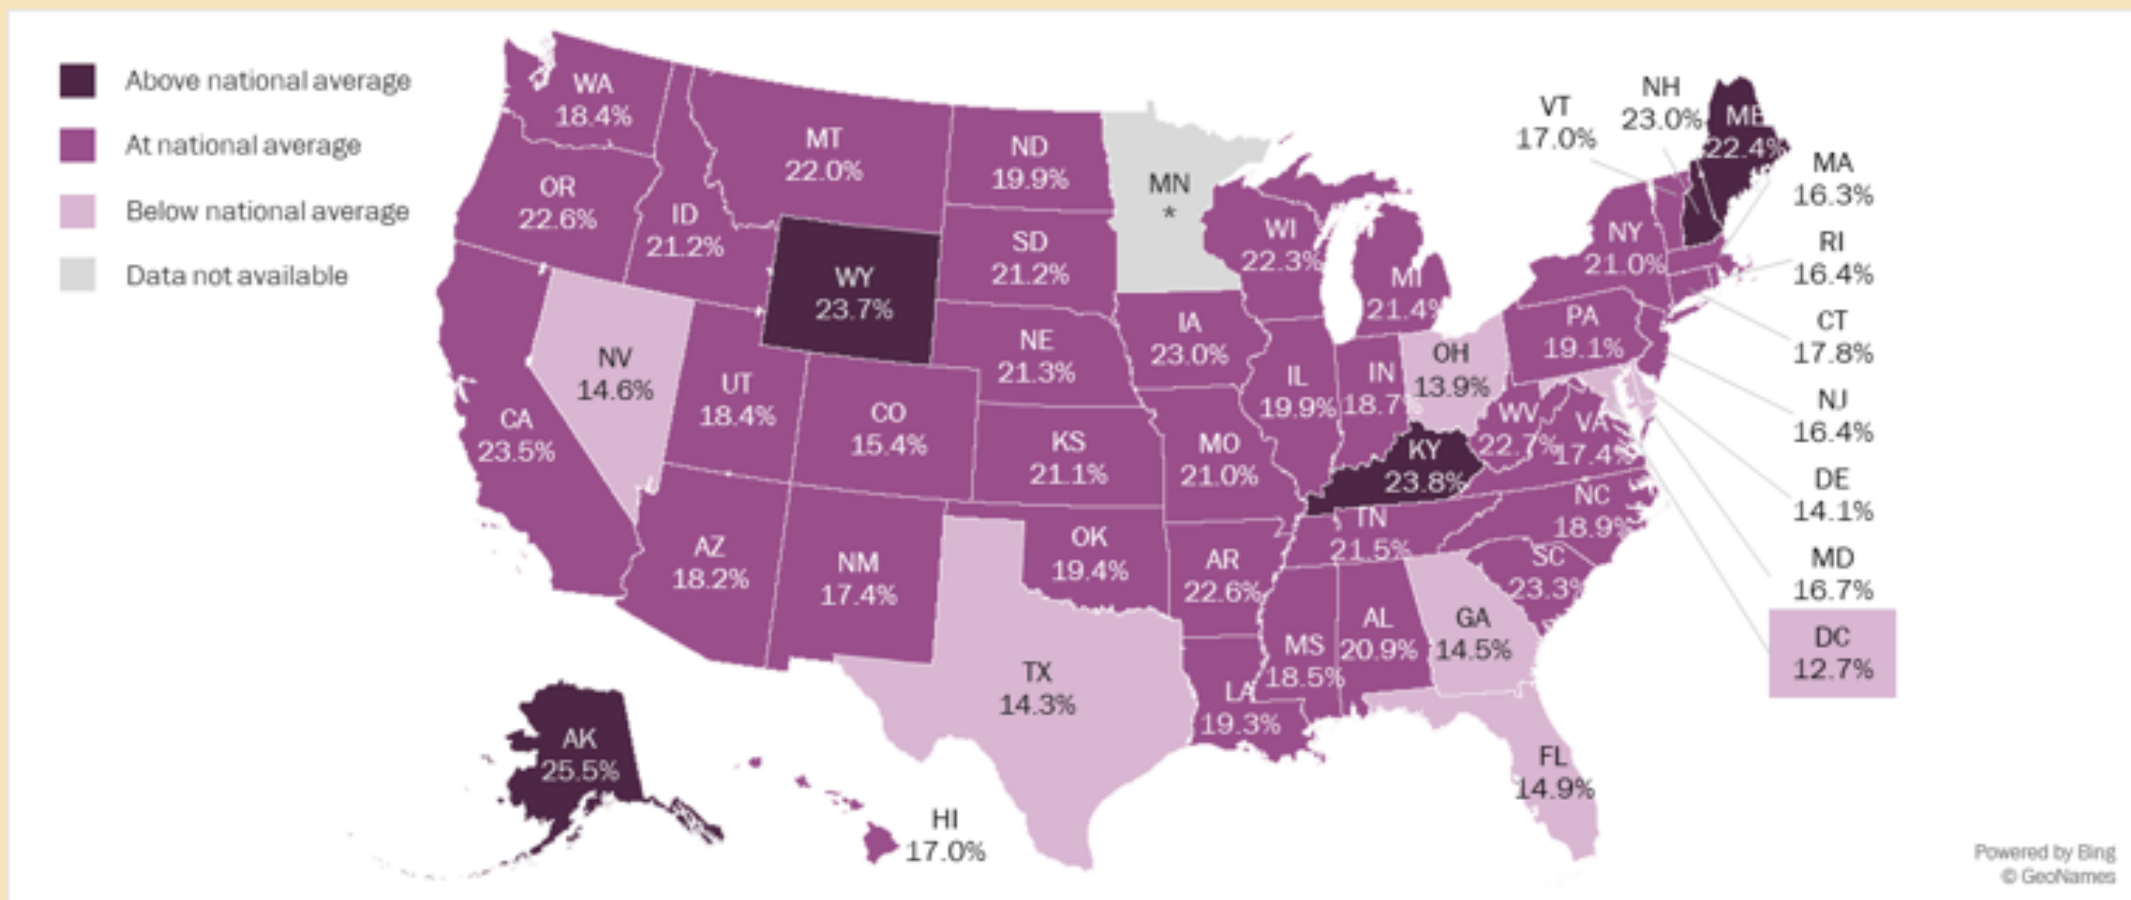 Above national average
At national average
Below national average
Data not available
WA
18.4%
MT
22.0%
ND
19.9%
MN
*
OR
22.6%
ID
21.2%
SD
21.2%
WI
22.3%
WY
23.7%
MI
21.4%
NY
21.0%
VT
17.0%
NH
23.0%
ME
22.4%
MA
16.3%
RI
16.4%
CT
17.8%
NJ
16.4%
DE
14.1%
MD
16.7%
DC
12.7%
NV
14.6%
UT
18.4%
CA
23.5%
CO
15.4%
NE
21.3%
IA
23.0%
IL
19.9%
IN
18.7%
OH
13.9%
PA
19.1%
KS
21.1%
MO
21.0%
KY
23.8%
WV
22.7%
VA
17.4%
AZ
18.2%
NM
17.4%
OK
19.4%
AR
22.6%
TN
21.5%
NC
18.9%
SC
23.3%
TX
14.3%
LA
19.3%
MS
18.5%
AL
20.9%
GA
14.5%
FL
14.9%
AK
25.5%
HI
17.0%
Powered by Bing
© GeoNames